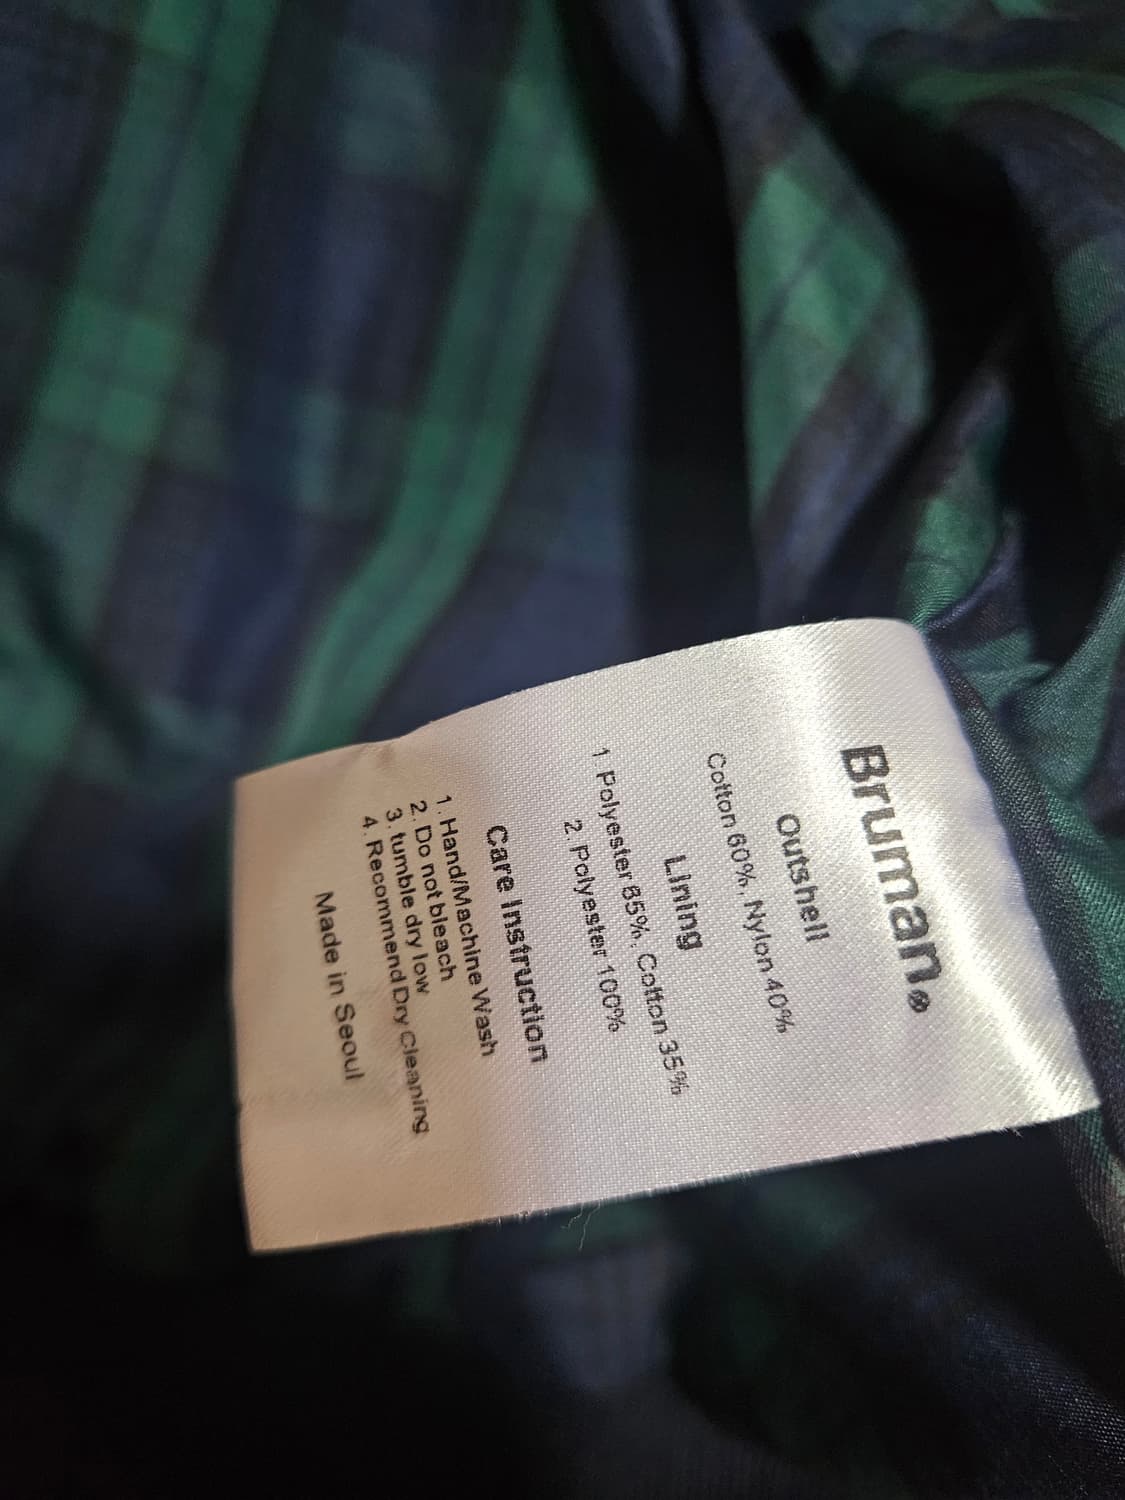 Bruman®
Outshell
Cotton 60%, Nylon 40%
Lining
1. Polyester 65%, Cotton 35%
2. Polyester 100%
Care Instruction
1. Hand/Machine Wash
2. Do not bleach
3. tumble dry low
4. Recommend Dry Cleaning
Made in Seoul